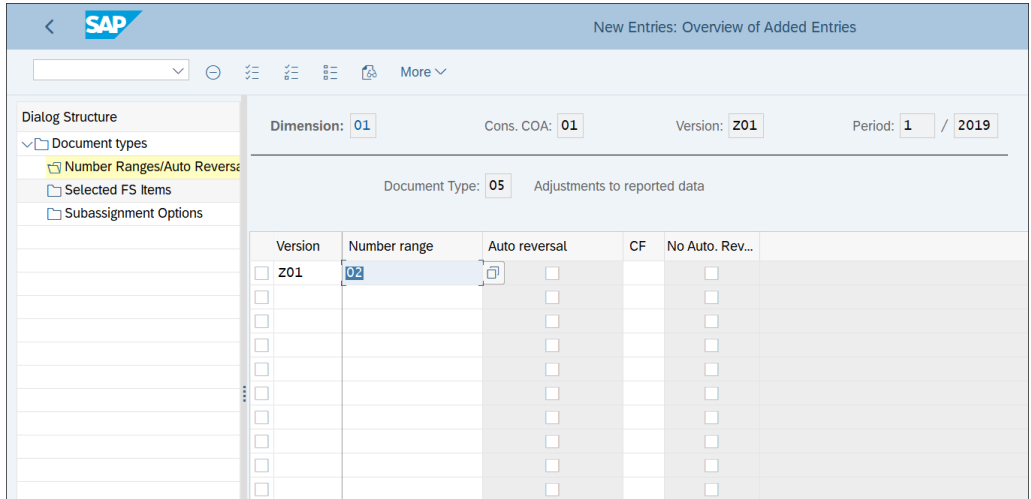 SAP New Entries: Overview of Added Entries
More
Dialog Structure
Document types
Number Ranges/Auto Reversa
Selected FS Items
Subassignment Options
Dimension: 01 Cons. COA: 01 Version: Z01 Period: 1 / 2019
Document Type: 05 Adjustments to reported data
Version Number range Auto reversal CF No Auto. Rev...
Z01 02